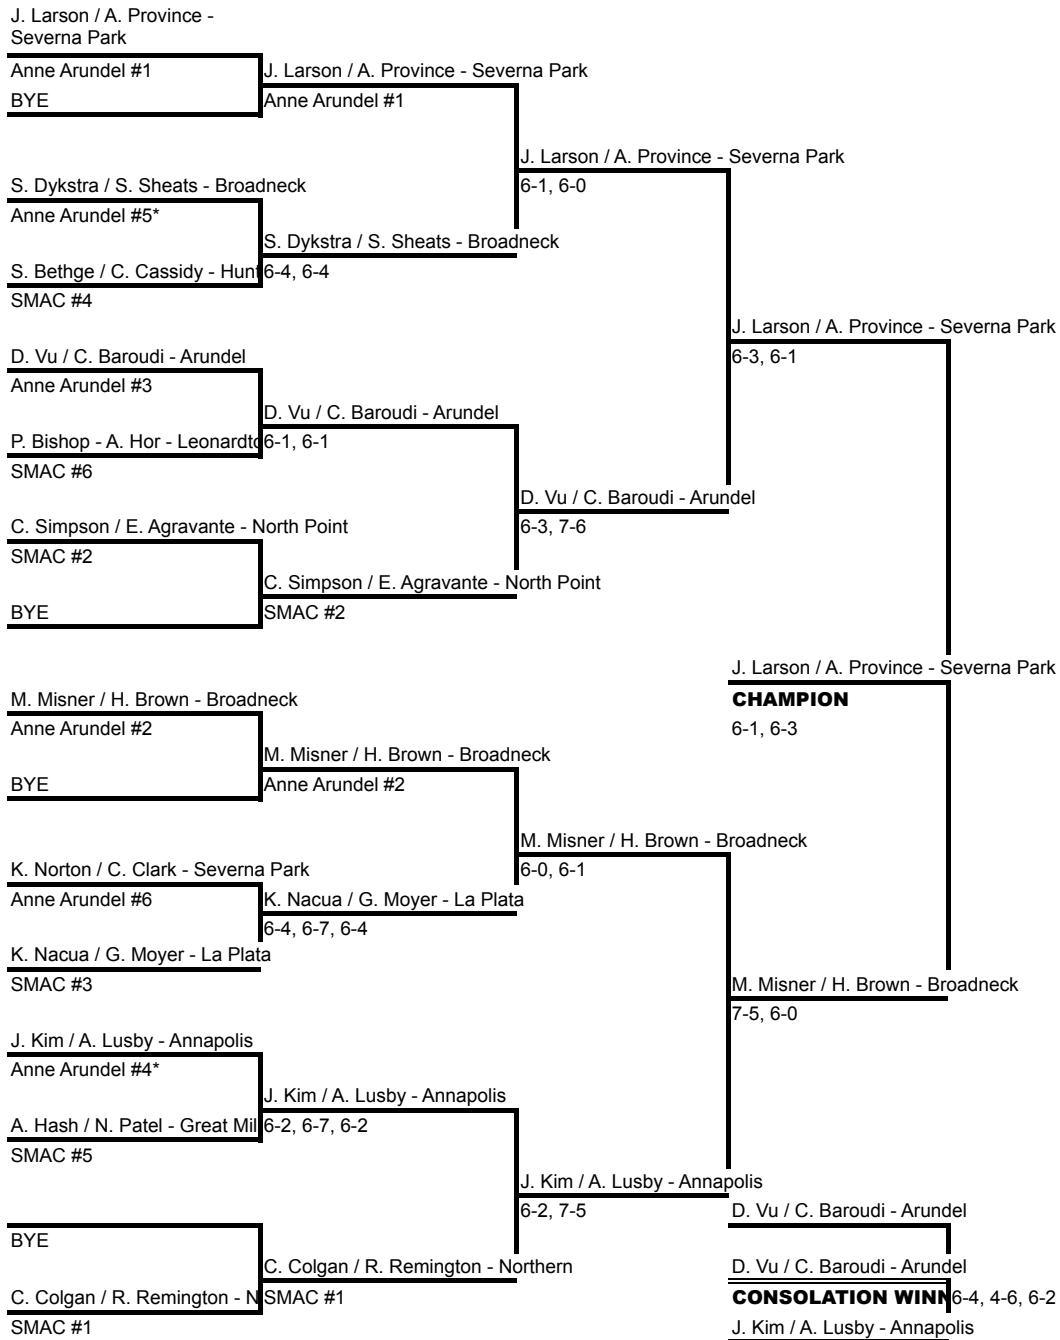 J. Larson / A. Province -
Severna Park
Anne Arundel #1
BYE
J. Larson / A. Province - Severna Park
Anne Arundel #1
J. Larson / A. Province - Severna Park
6-1, 6-0
S. Dykstra / S. Sheats - Broadneck
Anne Arundel #5*
S. Dykstra / S. Sheats - Broadneck
6-4, 6-4
S. Bethge / C. Cassidy - Hunt
SMAC #4
J. Larson / A. Province - Severna Park
6-3, 6-1
D. Vu / C. Baroudi - Arundel
Anne Arundel #3
D. Vu / C. Baroudi - Arundel
6-1, 6-1
P. Bishop - A. Hor - Leonardto
SMAC #6
D. Vu / C. Baroudi - Arundel
6-3, 7-6
C. Simpson / E. Agravante - North Point
SMAC #2
C. Simpson / E. Agravante - North Point
SMAC #2
BYE
J. Larson / A. Province - Severna Park
CHAMPION
6-1, 6-3
M. Misner / H. Brown - Broadneck
Anne Arundel #2
M. Misner / H. Brown - Broadneck
Anne Arundel #2
BYE
M. Misner / H. Brown - Broadneck
6-0, 6-1
K. Norton / C. Clark - Severna Park
Anne Arundel #6
K. Nacua / G. Moyer - La Plata
6-4, 6-7, 6-4
K. Nacua / G. Moyer - La Plata
SMAC #3
M. Misner / H. Brown - Broadneck
7-5, 6-0
J. Kim / A. Lusby - Annapolis
Anne Arundel #4*
J. Kim / A. Lusby - Annapolis
6-2, 6-7, 6-2
A. Hash / N. Patel - Great Mil
SMAC #5
J. Kim / A. Lusby - Annapolis
6-2, 7-5
BYE
C. Colgan / R. Remington - Northern
SMAC #1
C. Colgan / R. Remington - N
SMAC #1
D. Vu / C. Baroudi - Arundel
D. Vu / C. Baroudi - Arundel
CONSOLATION WINN 6-4, 4-6, 6-2
J. Kim / A. Lusby - Annapolis